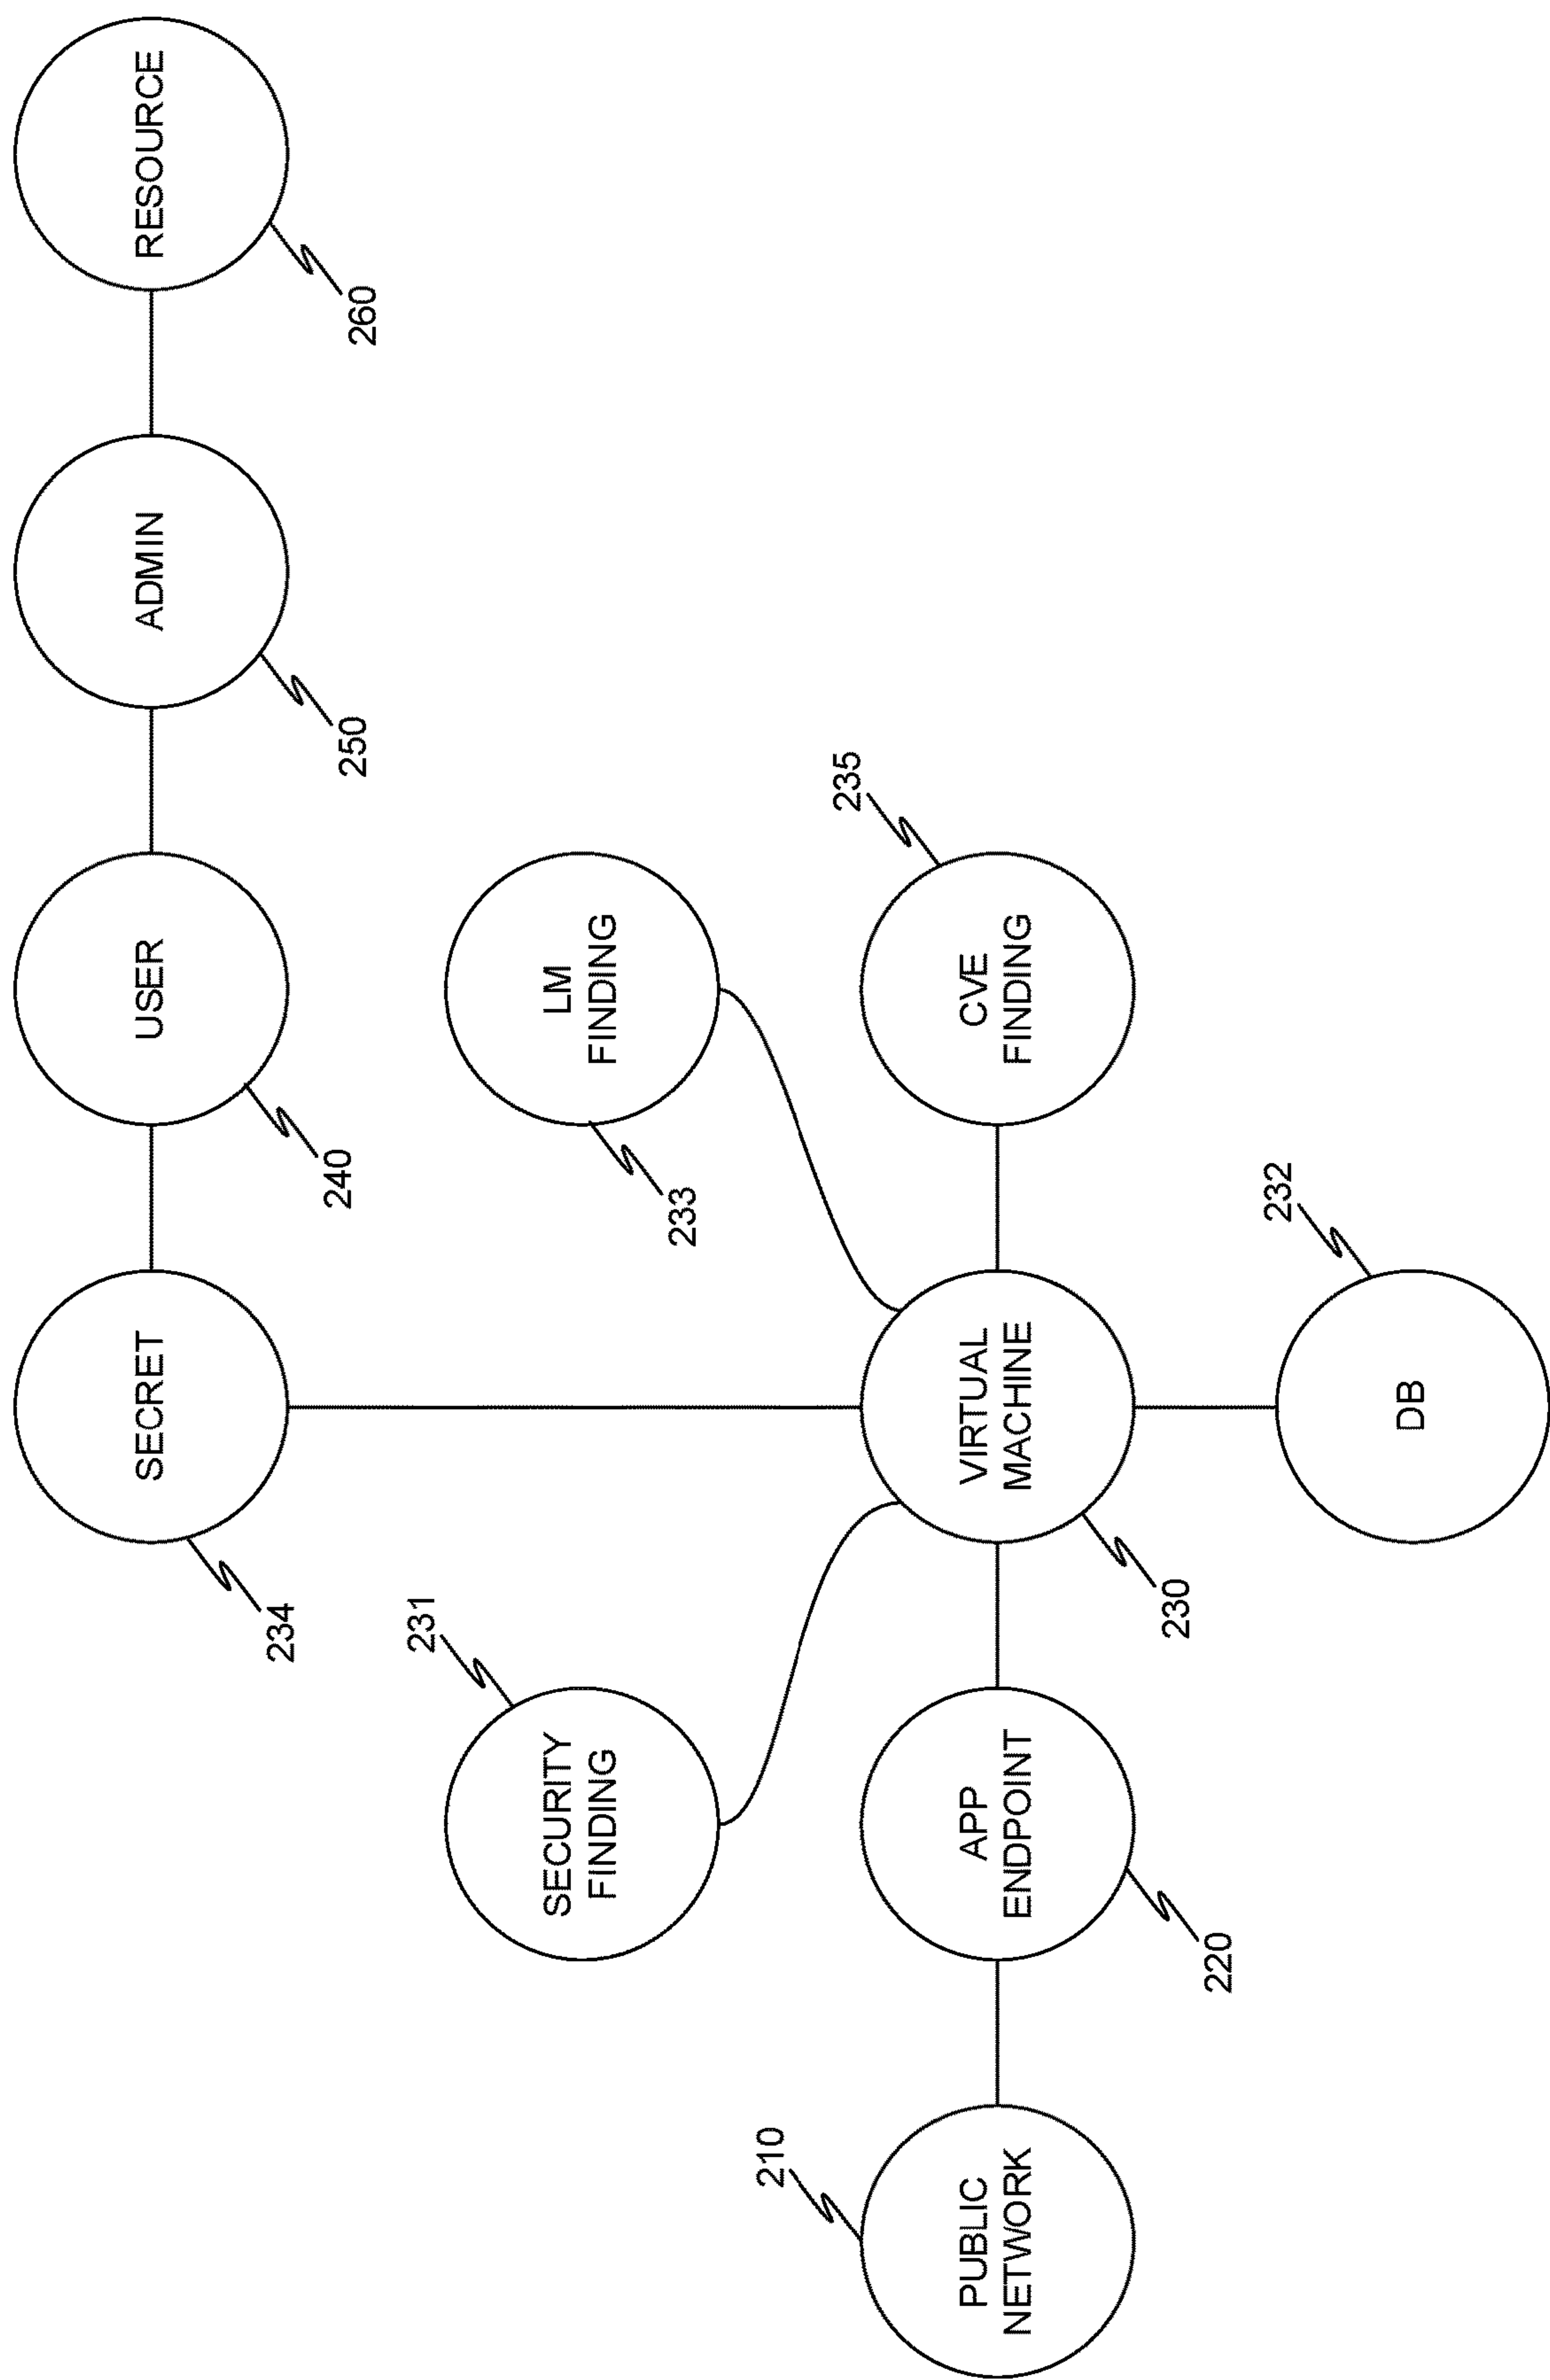 SECRET
USER
ADMIN
RESOURCE
234
240
250
260
231
SECURITY
FINDING
LM
FINDING
233
210
235
PUBLIC
NETWORK
APP
ENDPOINT
VIRTUAL
MACHINE
CVE
FINDING
220
230
232
DB